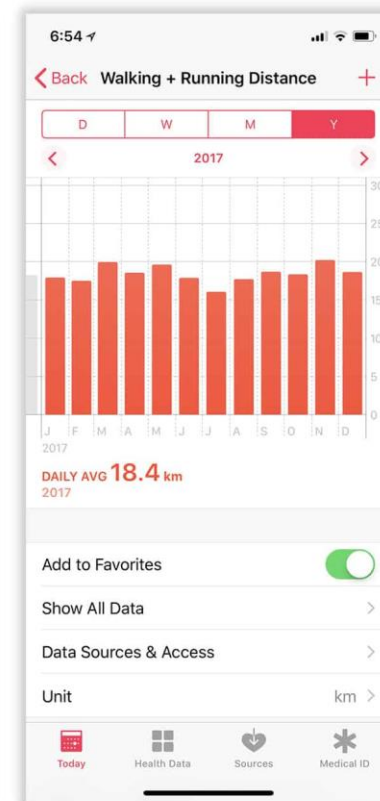 6:54
Back Walking + Running Distance +
D W M Y
2017
30
25
20
15
10
5
0
J F M A M J J A S O N D
2017
DAILY AVG 18.4 km
2017
Add to Favorites
Show All Data
Data Sources & Access
Unit km
Today Health Data Sources Medical ID